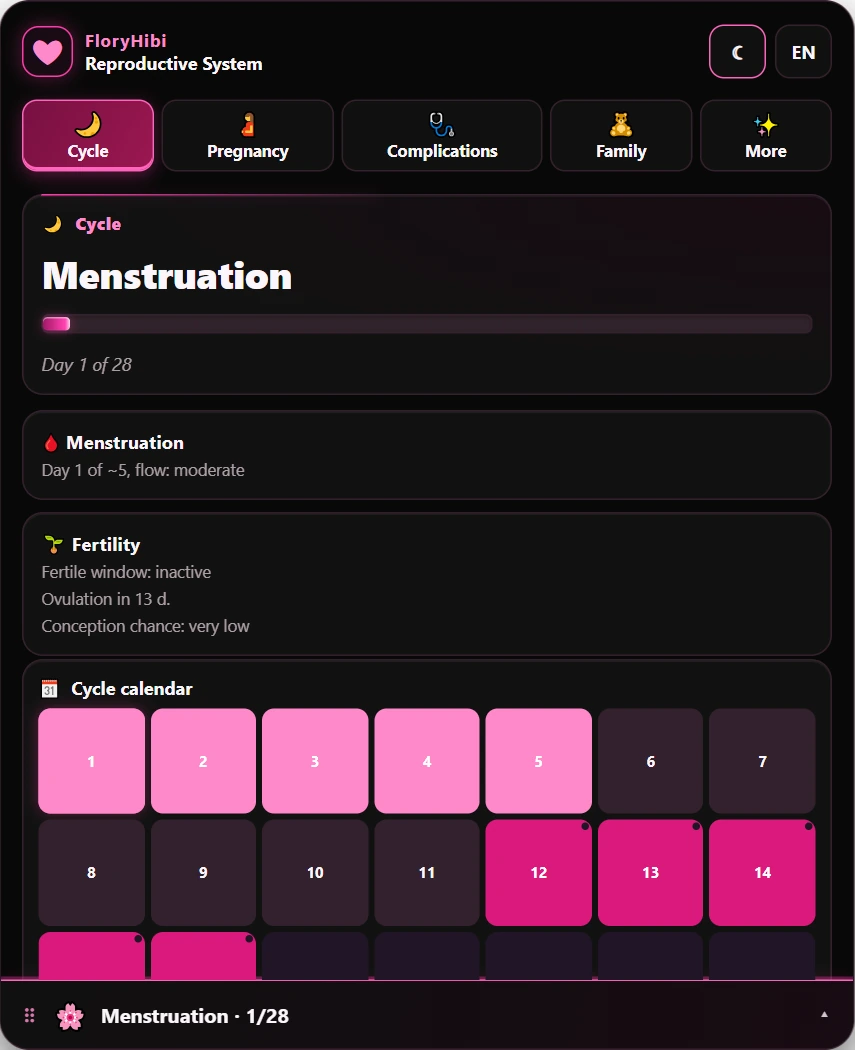 FloryHibi
Reproductive System
☾
EN
Cycle
Pregnancy
Complications
Family
More
Cycle
Menstruation
Day 1 of 28
Menstruation
Day 1 of ~5, flow: moderate
Fertility
Fertile window: inactive
Ovulation in 13 d.
Conception chance: very low
31 Cycle calendar
1 2 3 4 5 6 7
8 9 10 11 12 13 14
Menstruation · 1/28